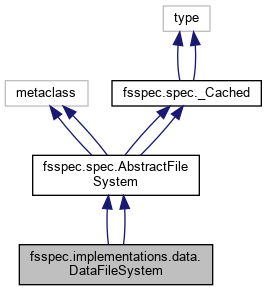 type
metaclass
fsspec.spec._Cached
fsspec.spec.AbstractFile
System
fsspec.implementations.data.
DataFileSystem